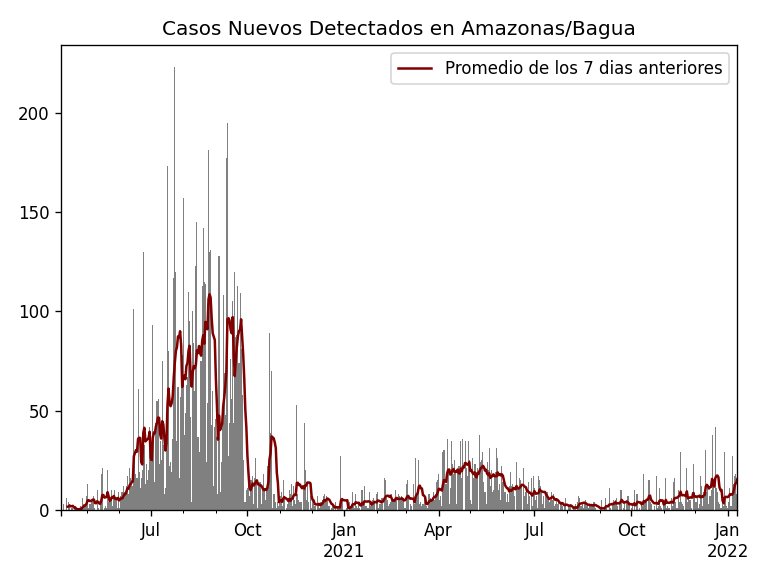 Casos Nuevos Detectados en Amazonas/Bagua
Promedio de los 7 dias anteriores
200
150
100
50
0
Jul Oct Jan Apr Jul Oct Jan
2021 2022